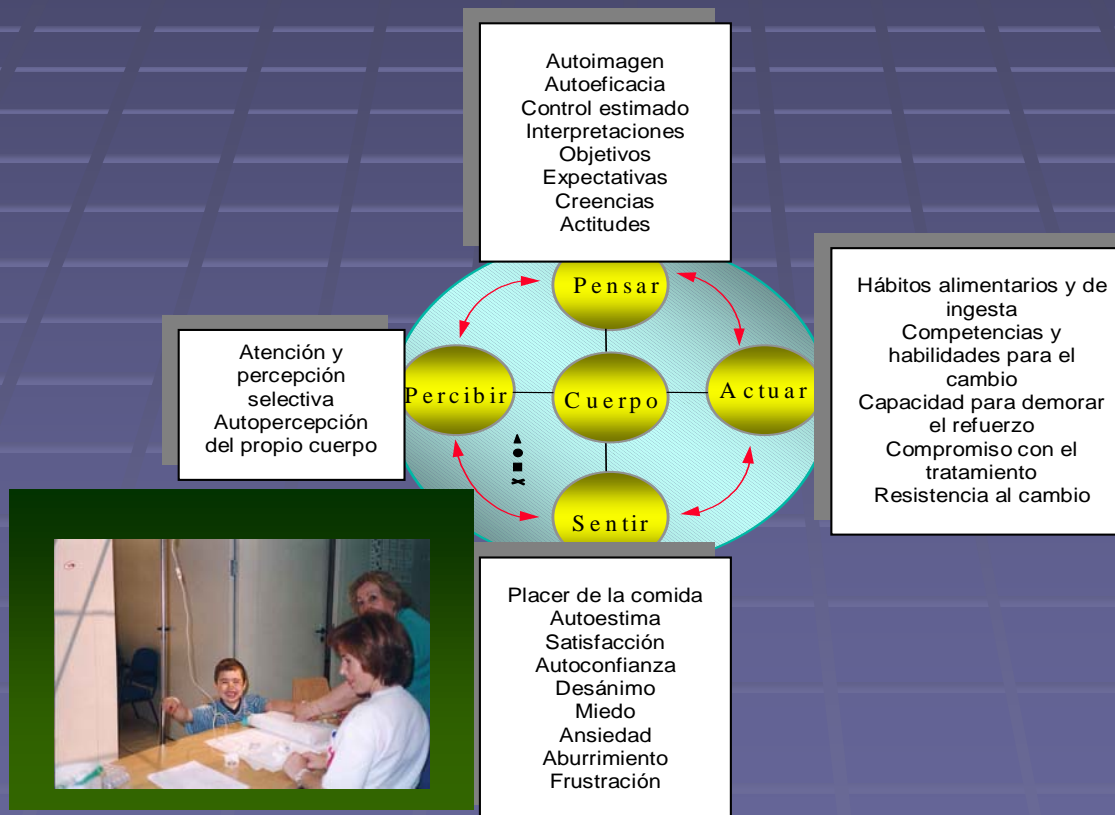 Autoimagen
Autoeficacia
Control estimado
Interpretaciones
Objetivos
Expectativas
Creencias
Actitudes
Pensar
Hábitos alimentarios y de
ingesta
Competencias y
habilidades para el
cambio
Capacidad para demorar
el refuerzo
Compromiso con el
tratamiento
Resistencia al cambio
Atención y
percepción
selectiva
Autopercepción
del propio cuerpo
Percibir
Cuerpo
Actuar
Sentir
Placer de la comida
Autoestima
Satisfacción
Autoconfianza
Desánimo
Miedo
Ansiedad
Aburrimiento
Frustración